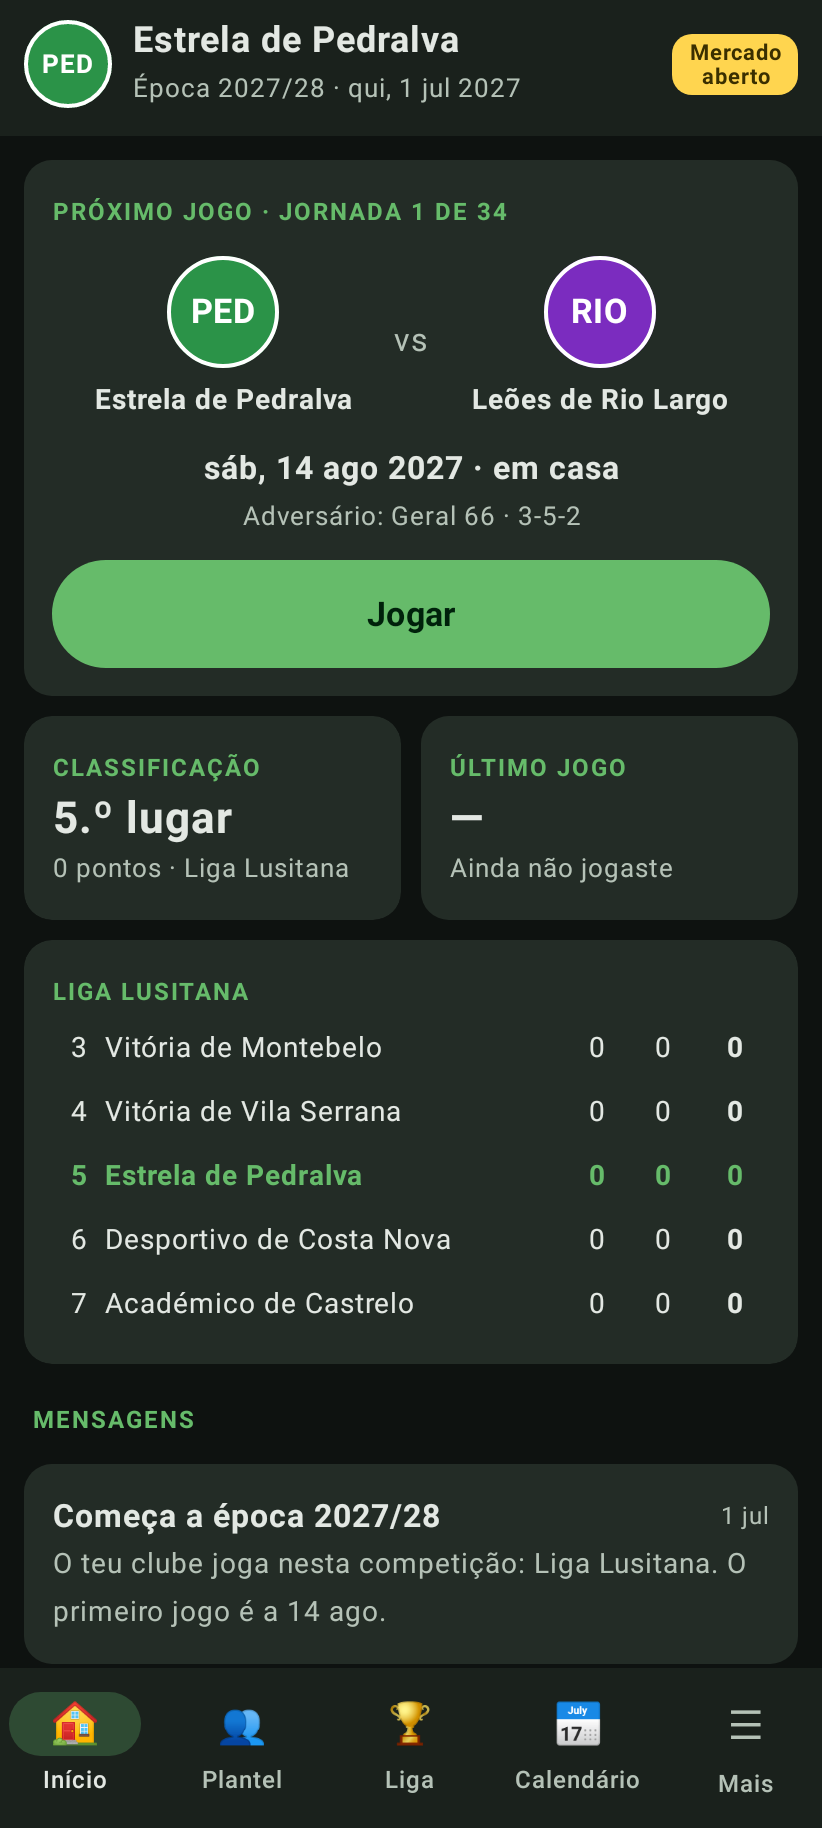 PED
Estrela de Pedralva
Época 2027/28 · qui, 1 jul 2027
Mercado
aberto
PRÓXIMO JOGO · JORNADA 1 DE 34
PED
vs
RIO
Estrela de Pedralva
Leões de Rio Largo
sáb, 14 ago 2027 · em casa
Adversário: Geral 66 · 3-5-2
Jogar
CLASSIFICAÇÃO
5.º lugar
0 pontos · Liga Lusitana
ÚLTIMO JOGO
—
Ainda não jogaste
LIGA LUSITANA
3 Vitória de Montebelo 0 0 0
4 Vitória de Vila Serrana 0 0 0
5 Estrela de Pedralva 0 0 0
6 Desportivo de Costa Nova 0 0 0
7 Académico de Castrelo 0 0 0
MENSAGENS
Começa a época 2027/28 1 jul
O teu clube joga nesta competição: Liga Lusitana. O
primeiro jogo é a 14 ago.
July
17
Início Plantel Liga Calendário Mais